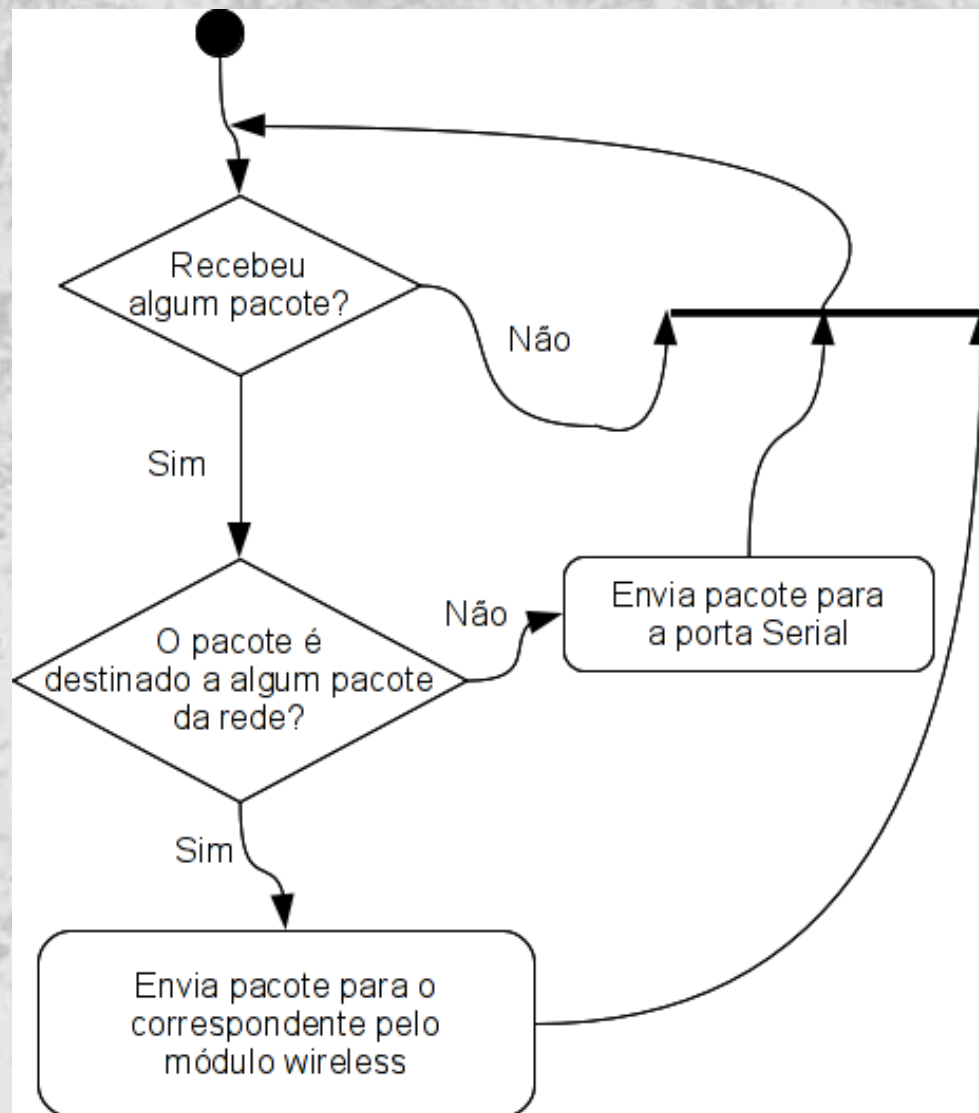 Recebeu
algum pacote?
Não
Sim
O pacote é
destinado a algum pacote
da rede?
Não
Envia pacote para
a porta Serial
Sim
Envia pacote para o
correspondente pelo
módulo wireless